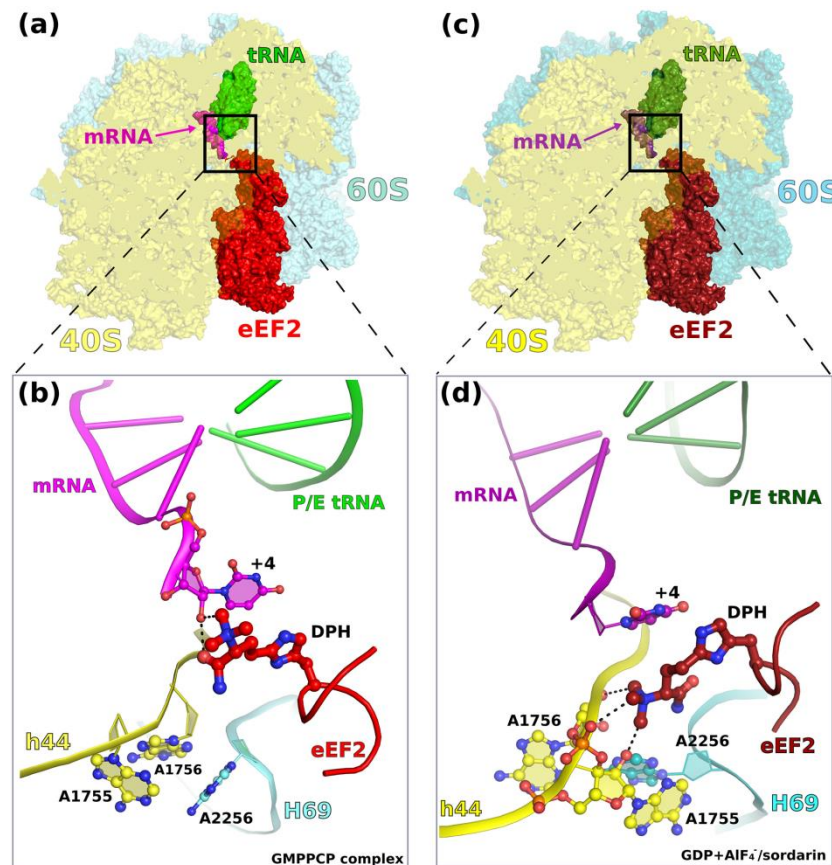 (a)
tRNA
mRNA
60S
eEF2
40S
(c)
tRNA
mRNA
60S
eEF2
40S
(b)
mRNA
P/E tRNA
+4
DPH
h44
A1756
A1755
A2256
eEF2
H69
GMPPCP complex
(d)
mRNA
P/E tRNA
+4
DPH
A1756
A2256
eEF2
h44
H69
A1755
GDP+AlF₄⁻/sordarin